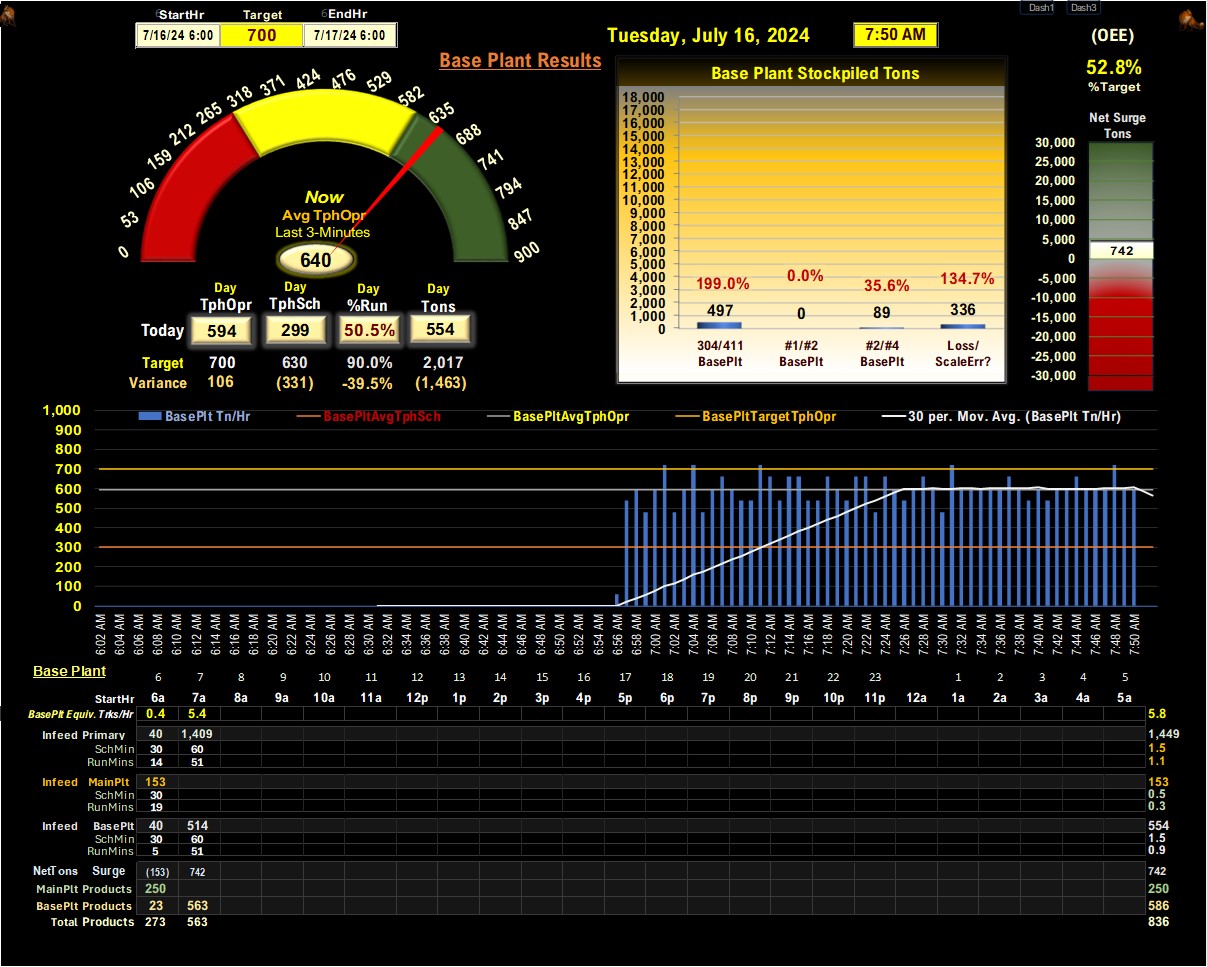 Dash1 Dash3
StartHr Target EndHr
7/16/24 6:00 700 7/17/24 6:00
Tuesday, July 16, 2024 7:50 AM
(OEE)
52.8%
%Target
Base Plant Results
0 53 106 159 212 265 318 371 424 476 529 582 635 688 741 794 847 900
Now
Avg TphOpr
Last 3-Minutes
640
Day Day Day Day
TphOpr TphSch %Run Tons
Today 594 299 50.5% 554
Target 700 630 90.0% 2,017
Variance 106 (331) -39.5% (1,463)
Base Plant Stockpiled Tons
18,000
17,000
16,000
15,000
14,000
13,000
12,000
11,000
10,000
9,000
8,000
7,000
6,000
5,000
4,000
3,000
2,000
1,000
0
199.0% 0.0% 35.6% 134.7%
497 0 89 336
304/411 #1/#2 #2/#4 Loss/
BasePlt BasePlt BasePlt ScaleErr?
Net Surge
Tons
30,000
25,000
20,000
15,000
10,000
5,000
742
0
-5,000
-10,000
-15,000
-20,000
-25,000
-30,000
BasePlt Tn/Hr BasePltAvgTphSch BasePltAvgTphOpr BasePltTargetTphOpr 30 per. Mov. Avg. (BasePlt Tn/Hr)
1,000
900
800
700
600
500
400
300
200
100
0
6:02 AM 6:04 AM 6:06 AM 6:08 AM 6:10 AM 6:12 AM 6:14 AM 6:16 AM 6:18 AM 6:20 AM 6:22 AM 6:24 AM 6:26 AM 6:28 AM 6:30 AM 6:32 AM 6:34 AM 6:36 AM 6:38 AM 6:40 AM 6:42 AM 6:44 AM 6:46 AM 6:48 AM 6:50 AM 6:52 AM 6:54 AM 6:56 AM 6:58 AM 7:00 AM 7:02 AM 7:04 AM 7:06 AM 7:08 AM 7:10 AM 7:12 AM 7:14 AM 7:16 AM 7:18 AM 7:20 AM 7:22 AM 7:24 AM 7:26 AM 7:28 AM 7:30 AM 7:32 AM 7:34 AM 7:36 AM 7:38 AM 7:40 AM 7:42 AM 7:44 AM 7:46 AM 7:48 AM 7:50 AM
Base Plant
6 7 8 9 10 11 12 13 14 15 16 17 18 19 20 21 22 23 1 2 3 4 5
StartHr 6a 7a 8a 9a 10a 11a 12p 1p 2p 3p 4p 5p 6p 7p 8p 9p 10p 11p 12a 1a 2a 3a 4a 5a
BasePlt Equiv. Trks/Hr 0.4 5.4 5.8
Infeed Primary 40 1,409 1,449
SchMin 30 60 1.5
RunMins 14 51 1.1
Infeed MainPlt 153 153
SchMin 30 0.5
RunMins 19 0.3
Infeed BasePlt 40 514 554
SchMin 30 60 1.5
RunMins 5 51 0.9
NetTons Surge (153) 742 742
MainPlt Products 250 250
BasePlt Products 23 563 586
Total Products 273 563 836